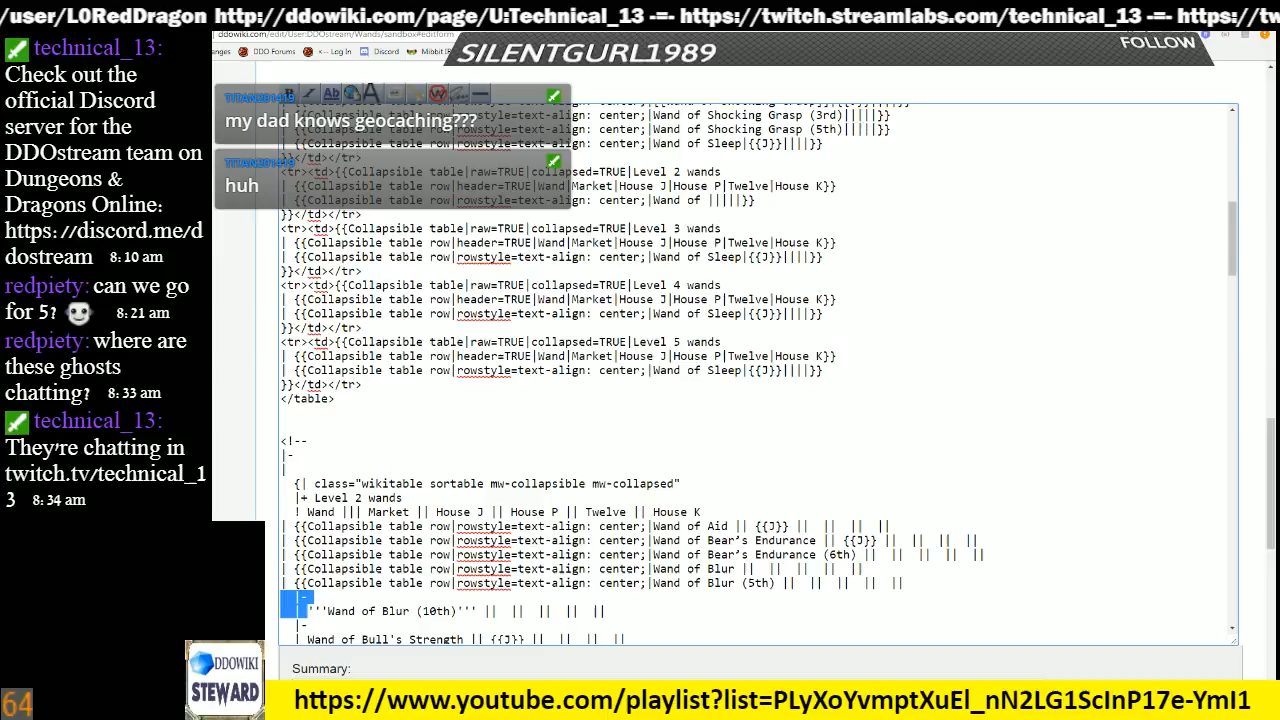 /user/L0RedDragon http://ddowiki.com/page/U:Technical_13 -=- https://twitch.streamlabs.com/technical_13 -=- https://tw
technical_13:
Check out the
official Discord
server for the
DDOstream team on
Dungeons &
Dragons Online:
https://discord.me/d
dostream 8:10 am
redpiety: can we go
for 5? 8:21 am
redpiety: where are
these ghosts
chatting? 8:33 am
technical_13:
They're chatting in
twitch.tv/technical_1
3 8:34 am
ddowiki.com/edit/User:DDOstream/Wands/sandbox#editform
anges DDO Forums <-- Log In Discord Mibbit
SILENTGURL1989
FOLLOW
TITAN201419
my dad knows geocaching???
TITAN201419
huh
| {{Collapsible table row|rowstyle=text-align: center;|Wand of Shocking Grasp (3rd)|||||}}
| {{Collapsible table row|rowstyle=text-align: center;|Wand of Shocking Grasp (5th)|||||}}
| {{Collapsible table row|rowstyle=text-align: center;|Wand of Sleep|{{J}}||||}}
}}</td></tr>
<tr><td>{{Collapsible table|raw=TRUE|collapsed=TRUE|Level 2 wands
| {{Collapsible table row|header=TRUE|Wand|Market|House J|House P|Twelve|House K}}
| {{Collapsible table row|rowstyle=text-align: center;|Wand of |||||}}
}}</td></tr>
<tr><td>{{Collapsible table|raw=TRUE|collapsed=TRUE|Level 3 wands
| {{Collapsible table row|header=TRUE|Wand|Market|House J|House P|Twelve|House K}}
| {{Collapsible table row|rowstyle=text-align: center;|Wand of Sleep|{{J}}||||}}
}}</td></tr>
<tr><td>{{Collapsible table|raw=TRUE|collapsed=TRUE|Level 4 wands
| {{Collapsible table row|header=TRUE|Wand|Market|House J|House P|Twelve|House K}}
| {{Collapsible table row|rowstyle=text-align: center;|Wand of Sleep|{{J}}||||}}
}}</td></tr>
<tr><td>{{Collapsible table|raw=TRUE|collapsed=TRUE|Level 5 wands
| {{Collapsible table row|header=TRUE|Wand|Market|House J|House P|Twelve|House K}}
| {{Collapsible table row|rowstyle=text-align: center;|Wand of Sleep|{{J}}||||}}
}}</td></tr>
</table>
<!--
|-
|
{| class="wikitable sortable mw-collapsible mw-collapsed"
|+ Level 2 wands
! Wand ||| Market || House J || House P || Twelve || House K
| {{Collapsible table row|rowstyle=text-align: center;|Wand of Aid || {{J}} || || || ||
| {{Collapsible table row|rowstyle=text-align: center;|Wand of Bear's Endurance || {{J}} || || || ||
| {{Collapsible table row|rowstyle=text-align: center;|Wand of Bear's Endurance (6th) || || || || ||
| {{Collapsible table row|rowstyle=text-align: center;|Wand of Blur || || || || ||
| {{Collapsible table row|rowstyle=text-align: center;|Wand of Blur (5th) || || || || ||
|-
| '''Wand of Blur (10th)''' || || || || ||
|-
| Wand of Bull's Strength || {{J}} || || || ||
Summary:
DDOWIKI
STEWARD
64
https://www.youtube.com/playlist?list=PLyXoYvmptXuEl_nN2LG1ScInP17e-YmI1